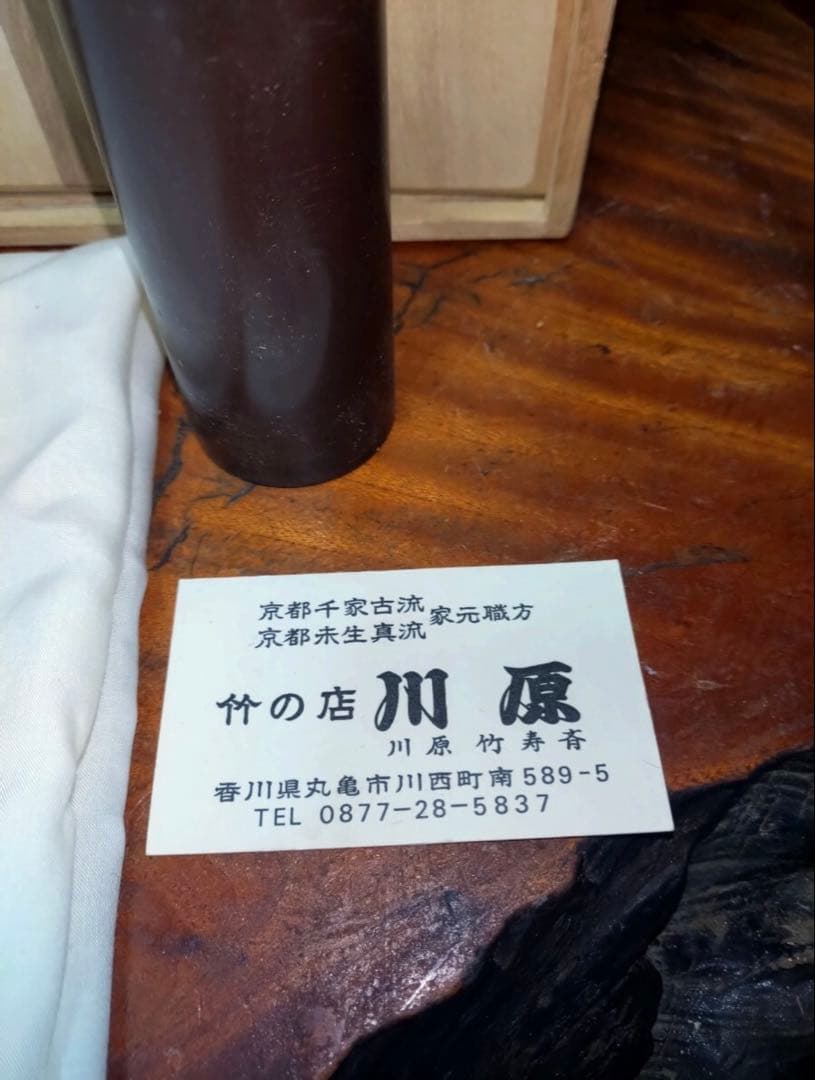 京都千家古流
京都未生真流
家元職方
竹の店 川原
川原竹寿斉
香川県丸亀市川西町南589-5
TEL 0877-28-5837